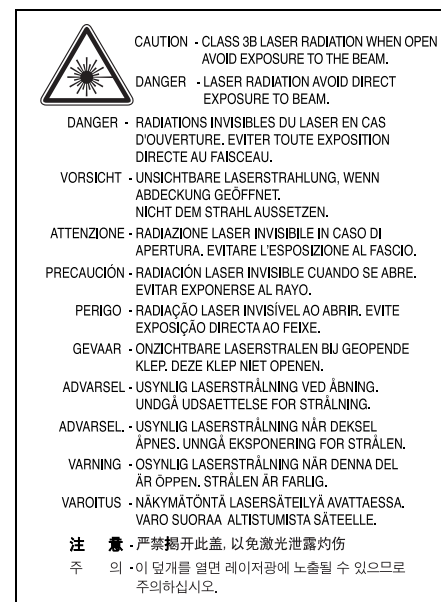 CAUTION - CLASS 3B LASER RADIATION WHEN OPEN
AVOID EXPOSURE TO THE BEAM.
DANGER - LASER RADIATION AVOID DIRECT
EXPOSURE TO BEAM.
DANGER - RADIATIONS INVISIBLES DU LASER EN CAS
D'OUVERTURE. EVITER TOUTE EXPOSITION
DIRECTE AU FAISCEAU.
VORSICHT - UNSICHTBARE LASERSTRAHLUNG, WENN
ABDECKUNG GEÖFFNET.
NICHT DEM STRAHL AUSSETZEN.
ATTENZIONE - RADIAZIONE LASER INVISIBILE IN CASO DI
APERTURA. EVITARE L'ESPOSIZIONE AL FASCIO.
PRECAUCIÓN - RADIACIÓN LASER INVISIBLE CUANDO SE ABRE.
EVITAR EXPONERSE AL RAYO.
PERIGO - RADIAÇÃO LASER INVISÍVEL AO ABRIR. EVITE
EXPOSIÇÃO DIRECTA AO FEIXE.
GEVAAR - ONZICHTBARE LASERSTRALEN BIJ GEOPENDE
KLEP. DEZE KLEP NIET OPENEN.
ADVARSEL - USYNLIG LASERSTRÅLNING VED ÅBNING.
UNDGÅ UDSAETTELSE FOR STRÅLNING.
ADVARSEL. - USYNLIG LASERSTRÅLNING NÅR DEKSEL
ÅPNES. UNNGÅ EKSPONERING FOR STRÅLEN.
VARNING - OSYNLIG LASERSTRÅLNING NÄR DENNA DEL
ÄR ÖPPEN. STRÅLEN ÄR FARLIG.
VAROITUS - NÄKYMÄTÖNTÄ LASERSÄTEILYÄ AVATTAESSA.
VARO SUORAA ALTISTUMISTA SÄTEELLE.
注 意 - 严禁揭开此盖, 以免激光泄露灼伤
주 의 - 이 덮개를 열면 레이저광에 노출될 수 있으므로
주의하십시오.